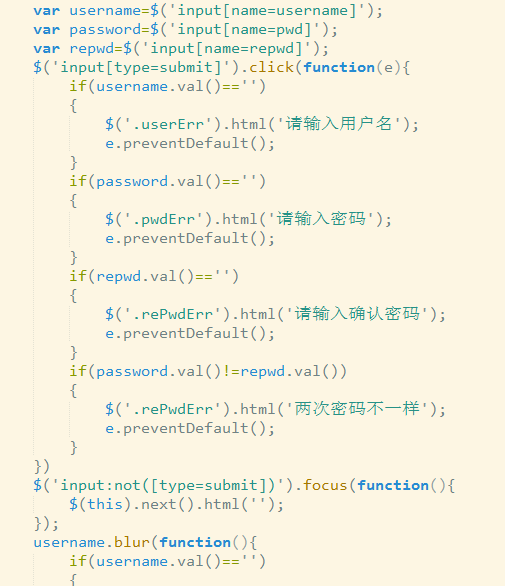 var username=$('input[name=username]');
var password=$('input[name=pwd]');
var repwd=$('input[name=repwd]');
$('input[type=submit]').click(function(e){
if(username.val()=='')
{
$('.userErr').html('请输入用户名');
e.preventDefault();
}
if(password.val()=='')
{
$('.pwdErr').html('请输入密码');
e.preventDefault();
}
if(repwd.val()=='')
{
$('.rePwdErr').html('请输入确认密码');
e.preventDefault();
}
if(password.val()!=repwd.val())
{
$('.rePwdErr').html('两次密码不一样');
e.preventDefault();
}
})
$('input:not([type=submit])').focus(function(){
$(this).next().html('');
});
username.blur(function(){
if(username.val()=='')
{